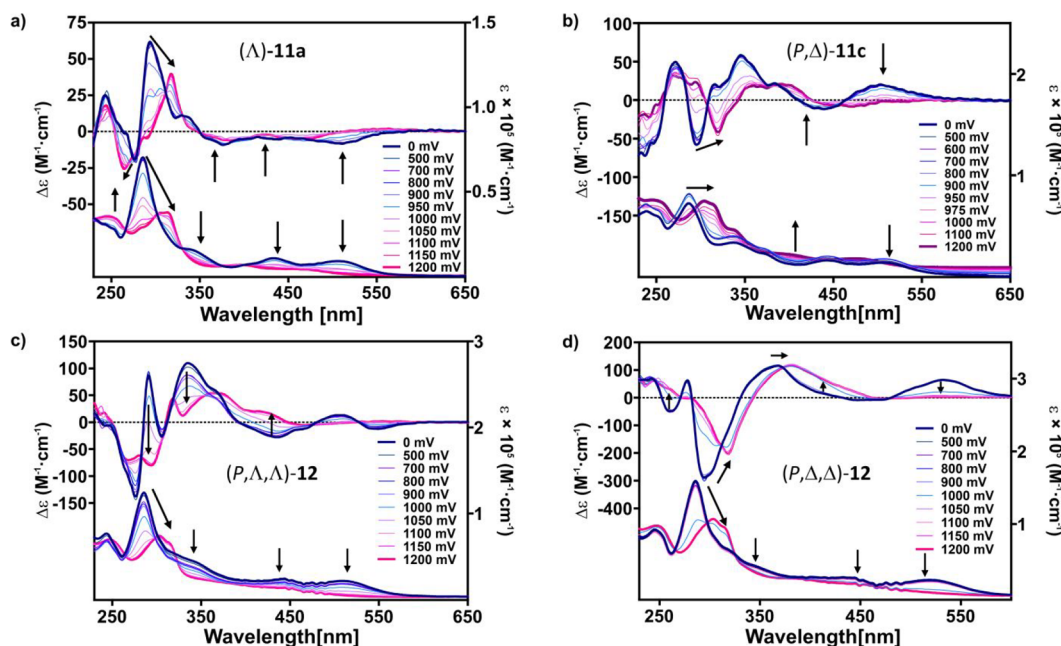 a)
75
50
25
0
-25
-50
Δε (M⁻¹·cm⁻¹)
(Λ)-11a
1.5
1.0
0.5
ε × 10⁵ (M⁻¹·cm⁻¹)
0 mV
500 mV
700 mV
800 mV
900 mV
950 mV
1000 mV
1050 mV
1100 mV
1150 mV
1200 mV
250 350 450 550 650
Wavelength [nm]
b)
100
50
0
-50
-100
-150
Δε (M⁻¹·cm⁻¹)
(P,Δ)-11c
2
1
ε × 10⁵ (M⁻¹·cm⁻¹)
0 mV
500 mV
600 mV
700 mV
800 mV
900 mV
950 mV
975 mV
1000 mV
1100 mV
1200 mV
250 350 450 550 650
Wavelength [nm]
c)
150
100
50
0
-50
-100
-150
Δε (M⁻¹·cm⁻¹)
(P,Λ,Λ)-12
3
2
1
ε × 10⁵ (M⁻¹·cm⁻¹)
0 mV
500 mV
700 mV
800 mV
900 mV
1000 mV
1050 mV
1100 mV
1150 mV
1200 mV
250 350 450 550 650
Wavelength[nm]
d)
200
100
0
-100
-200
-300
-400
Δε (M⁻¹·cm⁻¹)
(P,Δ,Δ)-12
3
2
1
ε × 10⁵ (M⁻¹·cm⁻¹)
0 mV
500 mV
700 mV
800 mV
900 mV
1000 mV
1050 mV
1100 mV
1150 mV
1200 mV
250 350 450 550
Wavelength[nm]